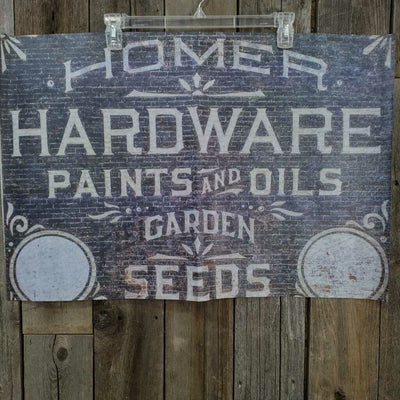 HOMER
HARDWARE
PAINTS AND OILS
GARDEN
SEEDS